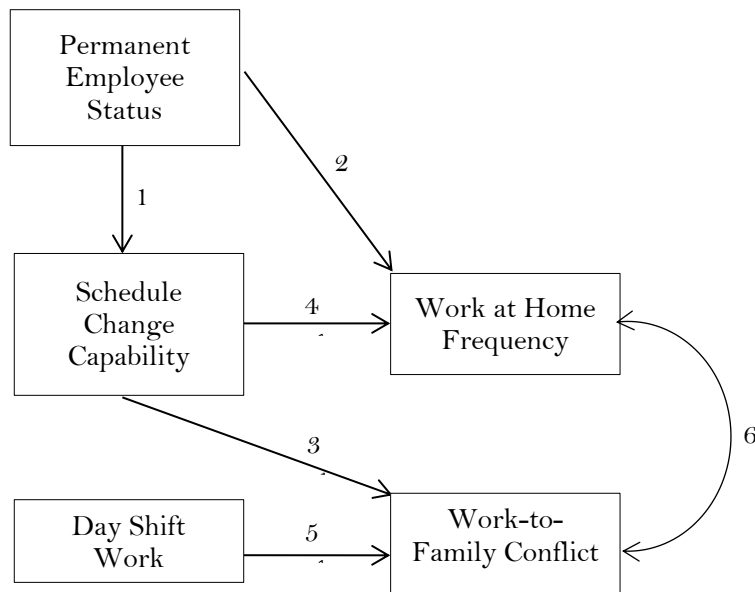 Permanent
Employee
Status
1
2
Schedule
Change
Capability
4
Work at Home
Frequency
3
6
Day Shift
Work
5
Work-to-
Family Conflict